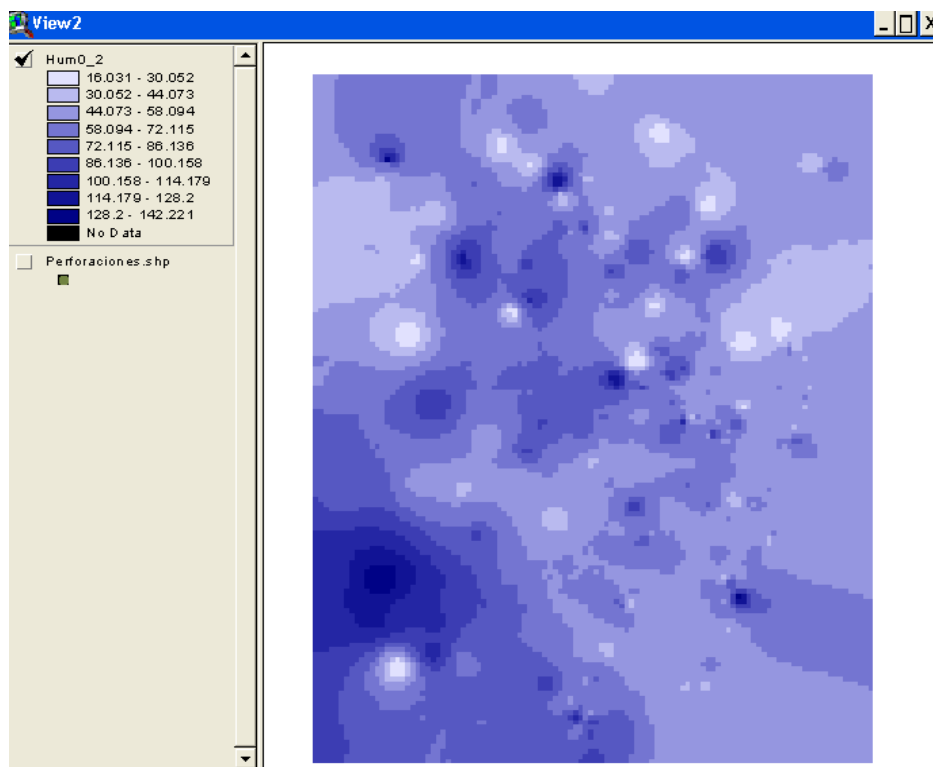 View2
Hum0_2
16.031 - 30.052
30.052 - 44.073
44.073 - 58.094
58.094 - 72.115
72.115 - 86.136
86.136 - 100.158
100.158 - 114.179
114.179 - 128.2
128.2 - 142.221
No Data
Perforaciones.shp